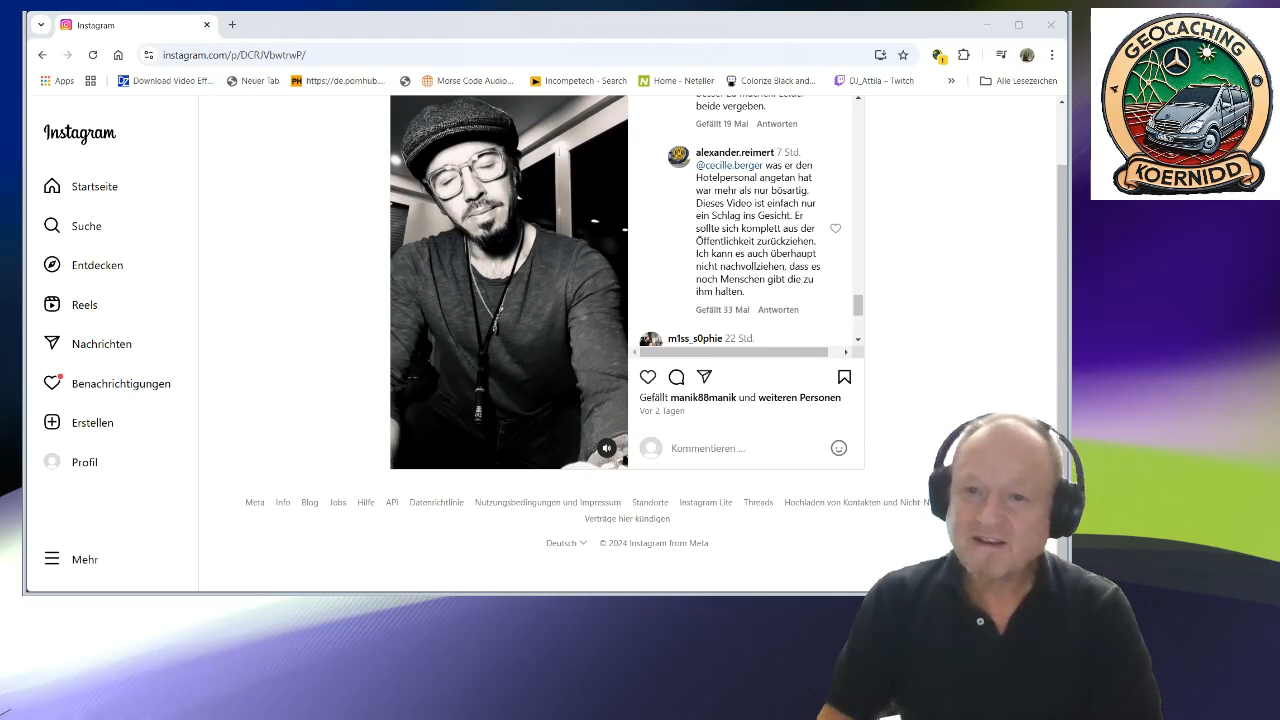 Instagram
instagram.com/p/DCRJVbwtrwP/
Apps
Download Video Eff...
Neuer Tab
https://de.pornhub....
Morse Code Audio...
Incompetech - Search
Home - Neteller
Colorize Black and...
DJ_Attila – Twitch
»
Alle Lesezeichen
GEOCACHING
KOERNIDD
Instagram
Startseite
Suche
Entdecken
Reels
Nachrichten
Benachrichtigungen
Erstellen
Profil
Mehr
beide vergeben.
Gefällt 19 Mal Antworten
alexander.reimert 7 Std.
@cecille.berger was er den
Hotelpersonal angetan hat
war mehr als nur bösartig.
Dieses Video ist einfach nur
ein Schlag ins Gesicht. Er
sollte sich komplett aus der
Öffentlichkeit zurückziehen.
Ich kann es auch überhaupt
nicht nachvollziehen, dass es
noch Menschen gibt die zu
ihm halten.
Gefällt 33 Mal Antworten
m1ss_s0phie 22 Std.
Gefällt manik88manik und weiteren Personen
Vor 2 Tagen
Kommentieren ...
Meta Info Blog Jobs Hilfe API Datenrichtlinie Nutzungsbedingungen und Impressum Standorte Instagram Lite Threads Hochladen von Kontakten und Nicht-N
Verträge hier kündigen
Deutsch © 2024 Instagram from Meta